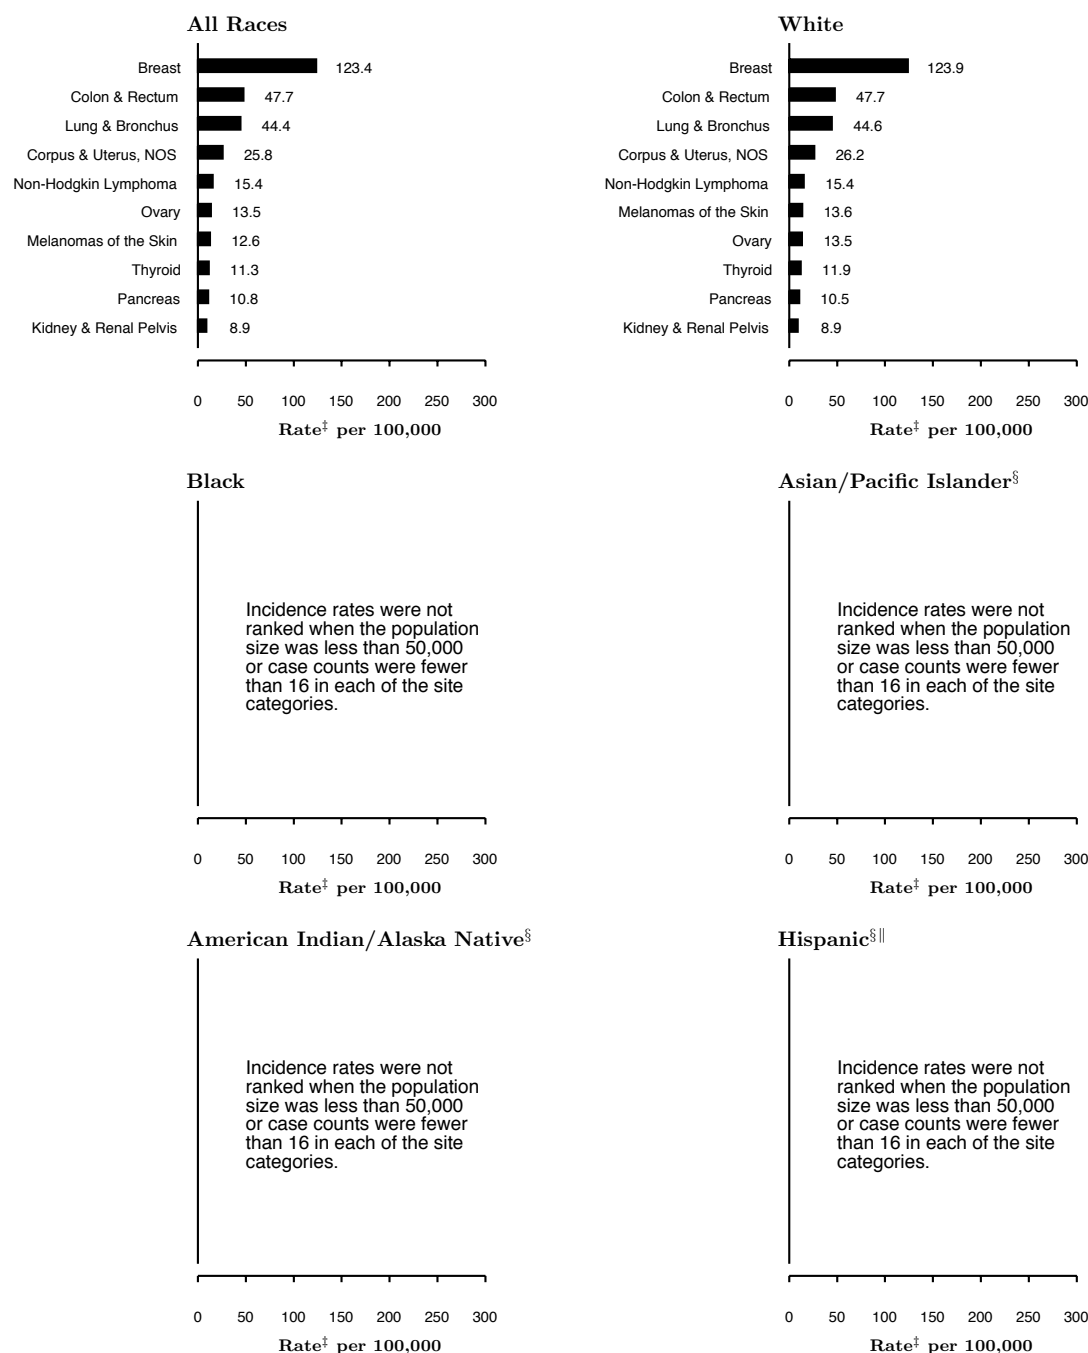 All Races
Breast 123.4
Colon & Rectum 47.7
Lung & Bronchus 44.4
Corpus & Uterus, NOS 25.8
Non-Hodgkin Lymphoma 15.4
Ovary 13.5
Melanomas of the Skin 12.6
Thyroid 11.3
Pancreas 10.8
Kidney & Renal Pelvis 8.9
0 50 100 150 200 250 300
Rate‡ per 100,000
White
Breast 123.9
Colon & Rectum 47.7
Lung & Bronchus 44.6
Corpus & Uterus, NOS 26.2
Non-Hodgkin Lymphoma 15.4
Melanomas of the Skin 13.6
Ovary 13.5
Thyroid 11.9
Pancreas 10.5
Kidney & Renal Pelvis 8.9
0 50 100 150 200 250 300
Rate‡ per 100,000
Black
Incidence rates were not
ranked when the population
size was less than 50,000
or case counts were fewer
than 16 in each of the site
categories.
0 50 100 150 200 250 300
Rate‡ per 100,000
Asian/Pacific Islander§
Incidence rates were not
ranked when the population
size was less than 50,000
or case counts were fewer
than 16 in each of the site
categories.
0 50 100 150 200 250 300
Rate‡ per 100,000
American Indian/Alaska Native§
Incidence rates were not
ranked when the population
size was less than 50,000
or case counts were fewer
than 16 in each of the site
categories.
0 50 100 150 200 250 300
Rate‡ per 100,000
Hispanic§‖
Incidence rates were not
ranked when the population
size was less than 50,000
or case counts were fewer
than 16 in each of the site
categories.
0 50 100 150 200 250 300
Rate‡ per 100,000